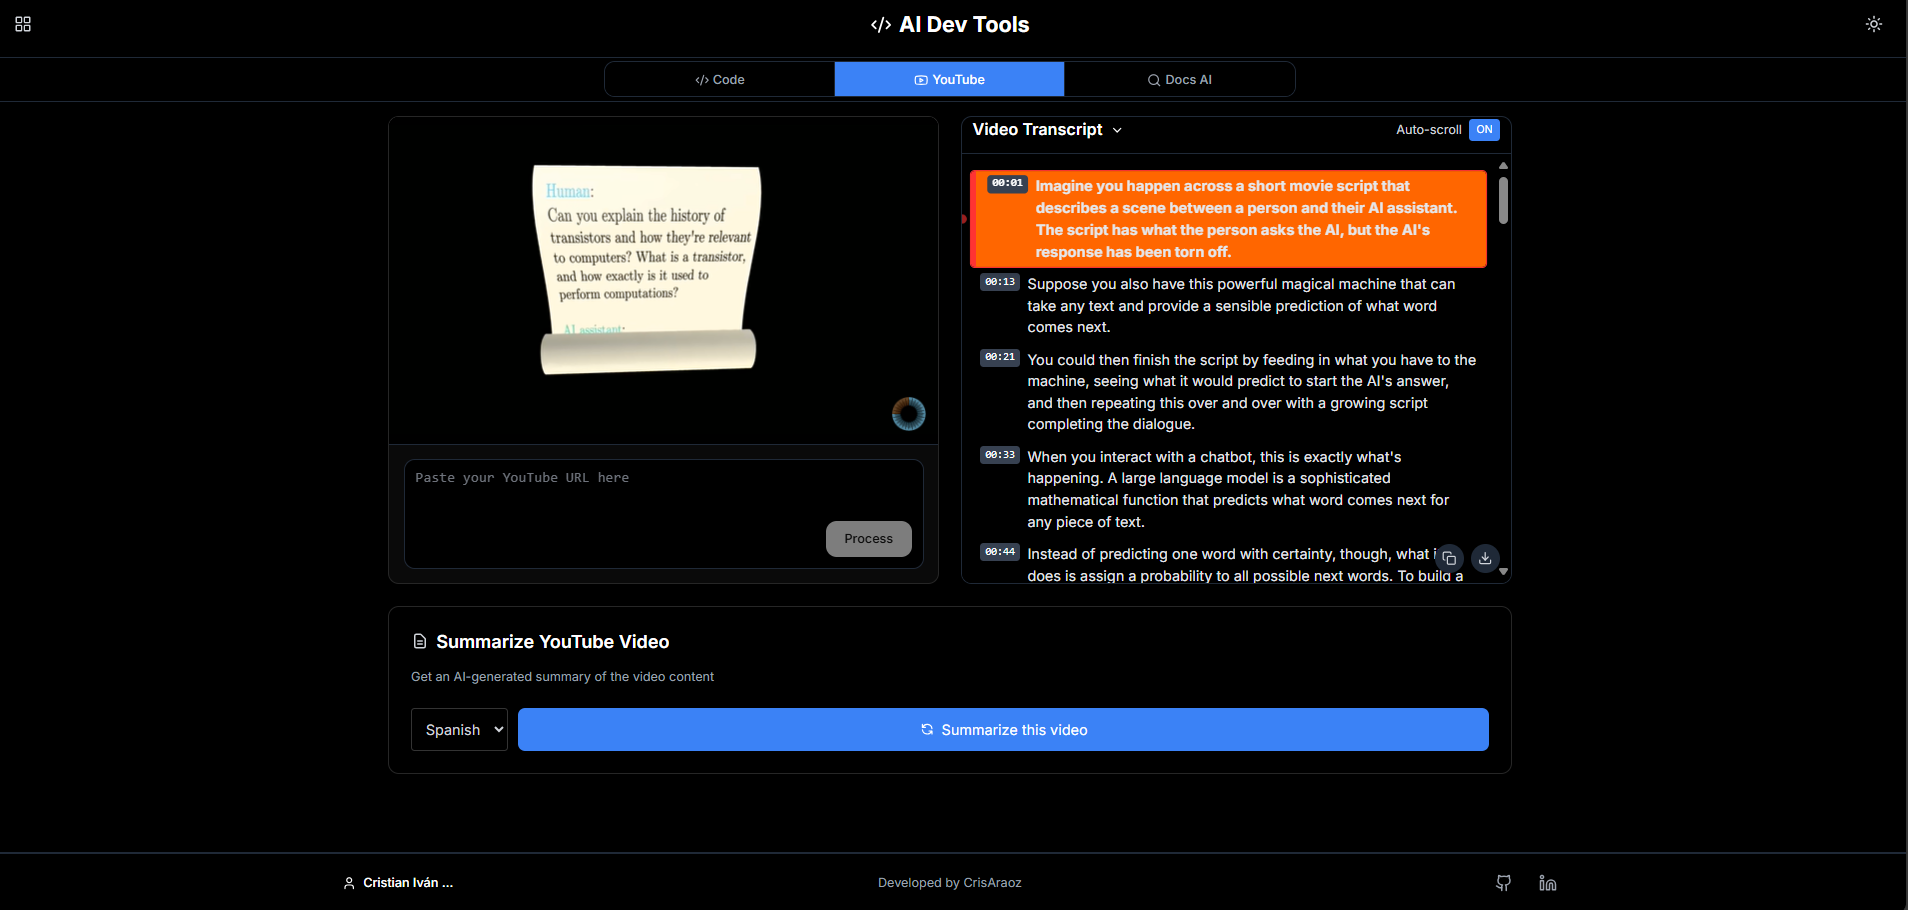 </> AI Dev Tools
</> Code
YouTube
Docs AI
Human:
Can you explain the history of
transistors and how they're relevant
to computers? What is a transistor,
and how exactly is it used to
perform computations?
AI assistant:
Paste your YouTube URL here
Process
Video Transcript
Auto-scroll ON
00:01 Imagine you happen across a short movie script that
describes a scene between a person and their AI assistant.
The script has what the person asks the AI, but the AI's
response has been torn off.
00:13 Suppose you also have this powerful magical machine that can
take any text and provide a sensible prediction of what word
comes next.
00:21 You could then finish the script by feeding in what you have to the
machine, seeing what it would predict to start the AI's answer,
and then repeating this over and over with a growing script
completing the dialogue.
00:33 When you interact with a chatbot, this is exactly what's
happening. A large language model is a sophisticated
mathematical function that predicts what word comes next for
any piece of text.
00:44 Instead of predicting one word with certainty, though, what
does is assign a probability to all possible next words. To build a
Summarize YouTube Video
Get an AI-generated summary of the video content
Spanish
Summarize this video
Cristian Iván ...
Developed by CrisAraoz